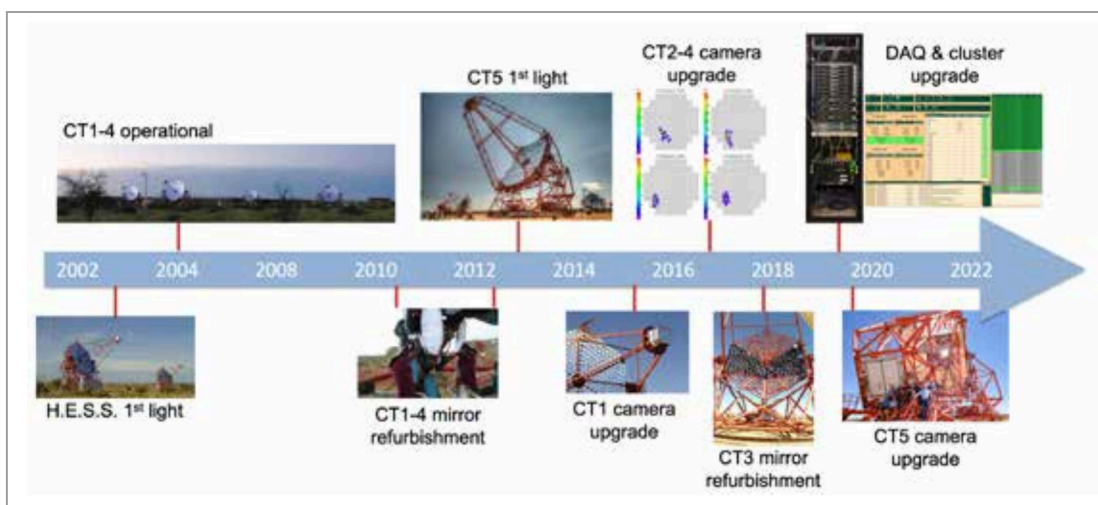 CT1-4 operational
CT5 1st light
CT2-4 camera
upgrade
DAQ & cluster
upgrade
2002 2004 2008 2010 2012 2014 2016 2018 2020 2022
H.E.S.S. 1st light
CT1-4 mirror
refurbishment
CT1 camera
upgrade
CT3 mirror
refurbishment
CT5 camera
upgrade